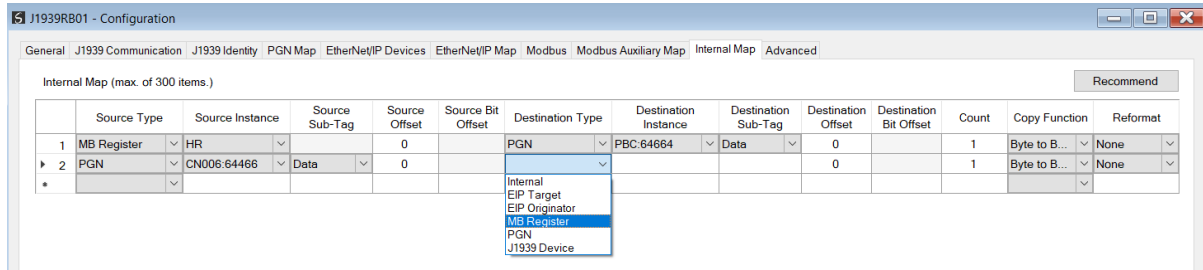 J1939RB01 - Configuration
General J1939 Communication J1939 Identity PGN Map EtherNet/IP Devices EtherNet/IP Map Modbus Modbus Auxiliary Map Internal Map Advanced
Internal Map (max. of 300 items.) Recommend
Source Type Source Instance Source Sub-Tag Source Offset Source Bit Offset Destination Type Destination Instance Destination Sub-Tag Destination Offset Destination Bit Offset Count Copy Function Reformat
1 MB Register HR 0 PGN PBC:64664 Data 0 1 Byte to B... None
2 PGN CN006:64466 Data 0 0 1 Byte to B... None
Internal
EIP Target
EIP Originator
MB Register
PGN
J1939 Device